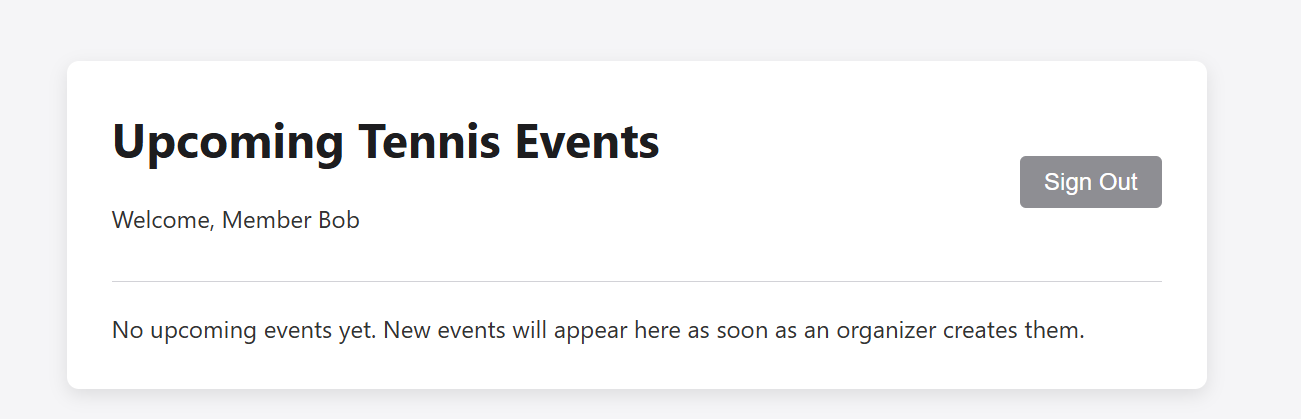 Upcoming Tennis Events
Sign Out
Welcome, Member Bob
No upcoming events yet. New events will appear here as soon as an organizer creates them.